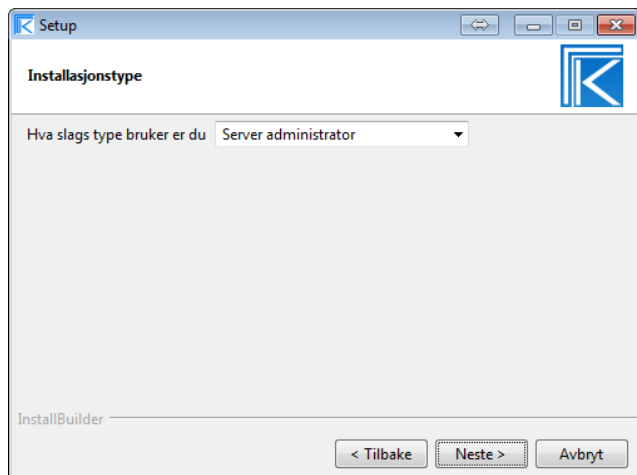 Setup
Installasjonstype
Hva slags type bruker er du Server administrator
InstallBuilder
< Tilbake Neste > Avbryt